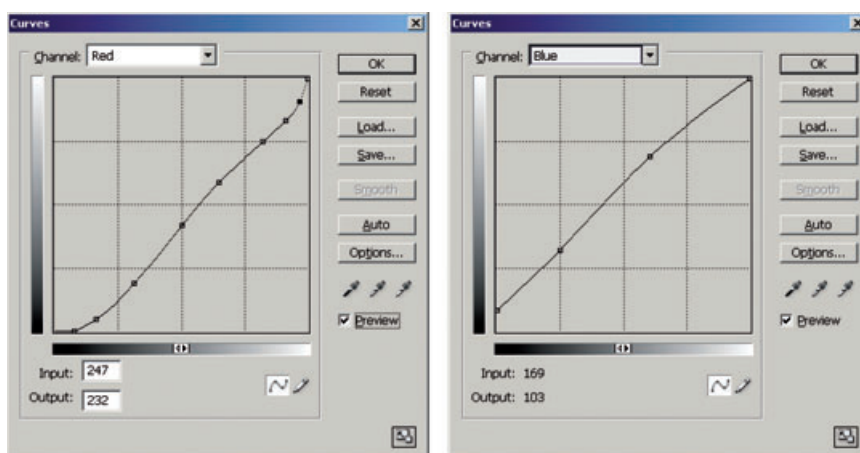 Curves
Channel: Red
OK
Reset
Load...
Save...
Smooth
Auto
Options...
Preview
Input: 247
Output: 232
Curves
Channel: Blue
OK
Reset
Load...
Save...
Smooth
Auto
Options...
Preview
Input: 169
Output: 103